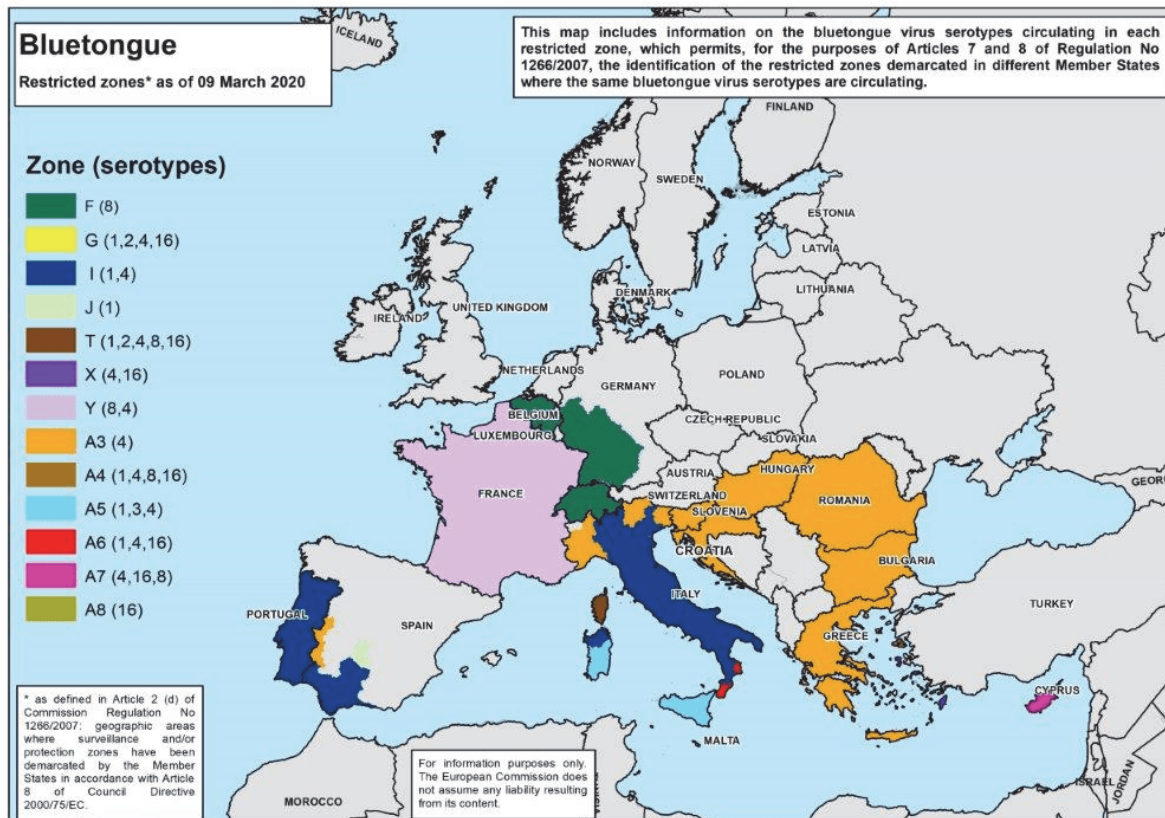 Bluetongue
Restricted zones* as of 09 March 2020
This map includes information on the bluetongue virus serotypes circulating in each
restricted zone, which permits, for the purposes of Articles 7 and 8 of Regulation No
1266/2007, the identification of the restricted zones demarcated in different Member States
where the same bluetongue virus serotypes are circulating.
ICELAND
FINLAND
NORWAY
SWEDEN
ESTONIA
LATVIA
LITHUANIA
DENMARK
UNITED KINGDOM
IRELAND
NETHERLANDS
GERMANY
POLAND
BELGIUM
LUXEMBOURG
CZECH REPUBLIC
SLOVAKIA
AUSTRIA
HUNGARY
FRANCE
SWITZERLAND
SLOVENIA
ROMANIA
CROATIA
BULGARIA
ITALY
PORTUGAL
SPAIN
GREECE
TURKEY
GEOR
CYPRUS
MALTA
ISRAEL
JORDAN
MOROCCO
Zone (serotypes)
F (8)
G (1,2,4,16)
I (1,4)
J (1)
T (1,2,4,8,16)
X (4,16)
Y (8,4)
A3 (4)
A4 (1,4,8,16)
A5 (1,3,4)
A6 (1,4,16)
A7 (4,16,8)
A8 (16)
* as defined in Article 2 (d) of
Commission Regulation No
1266/2007: geographic areas
where surveillance and/or
protection zones have been
demarcated by the Member
States in accordance with Article
8 of Council Directive
2000/75/EC.
For information purposes only.
The European Commission does
not assume any liability resulting
from its content.